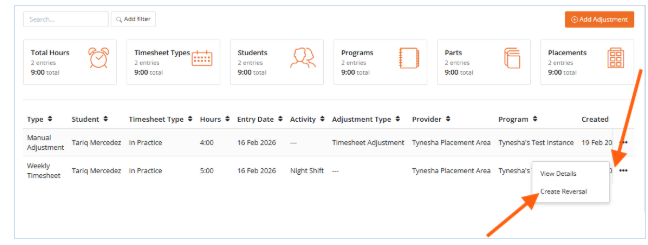 Search...
Add filter
Add Adjustment
Total Hours
2 entries
9:00 total
Timesheet Types
2 entries
9:00 total
Students
2 entries
9:00 total
Programs
2 entries
9:00 total
Parts
2 entries
9:00 total
Placements
2 entries
9:00 total
Type Student Timesheet Type Hours Entry Date Activity Adjustment Type Provider Program Created
Manual Adjustment Tariq Mercedez In Practice 4:00 16 Feb 2026 --- Timesheet Adjustment Tynesha Placement Area Tynesha's Test Instance 19 Feb 20
Weekly Timesheet Tariq Mercedez In Practice 5:00 16 Feb 2026 Night Shift --- Tynesha Placement Area Tynesha's
View Details
Create Reversal